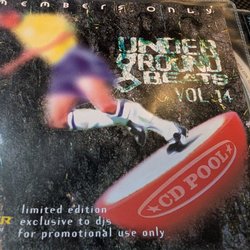 MEMBERS ONLY
UNDER
GROUND
BEATS
VOL.14
CD POOL
limited edition
exclusive to djs
for promotional use only